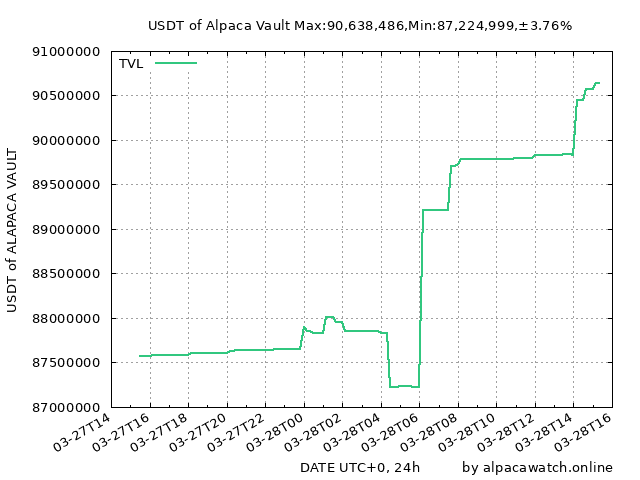 USDT of Alpaca Vault Max:90,638,486,Min:87,224,999,±3.76%
TVL
91000000
90500000
90000000
89500000
89000000
88500000
88000000
87500000
87000000
USDT of ALAPACA VAULT
03-27T14
03-27T16
03-27T18
03-27T20
03-27T22
03-28T00
03-28T02
03-28T04
03-28T06
03-28T08
03-28T10
03-28T12
03-28T14
03-28T16
DATE UTC+0, 24h
by alpacawatch.online